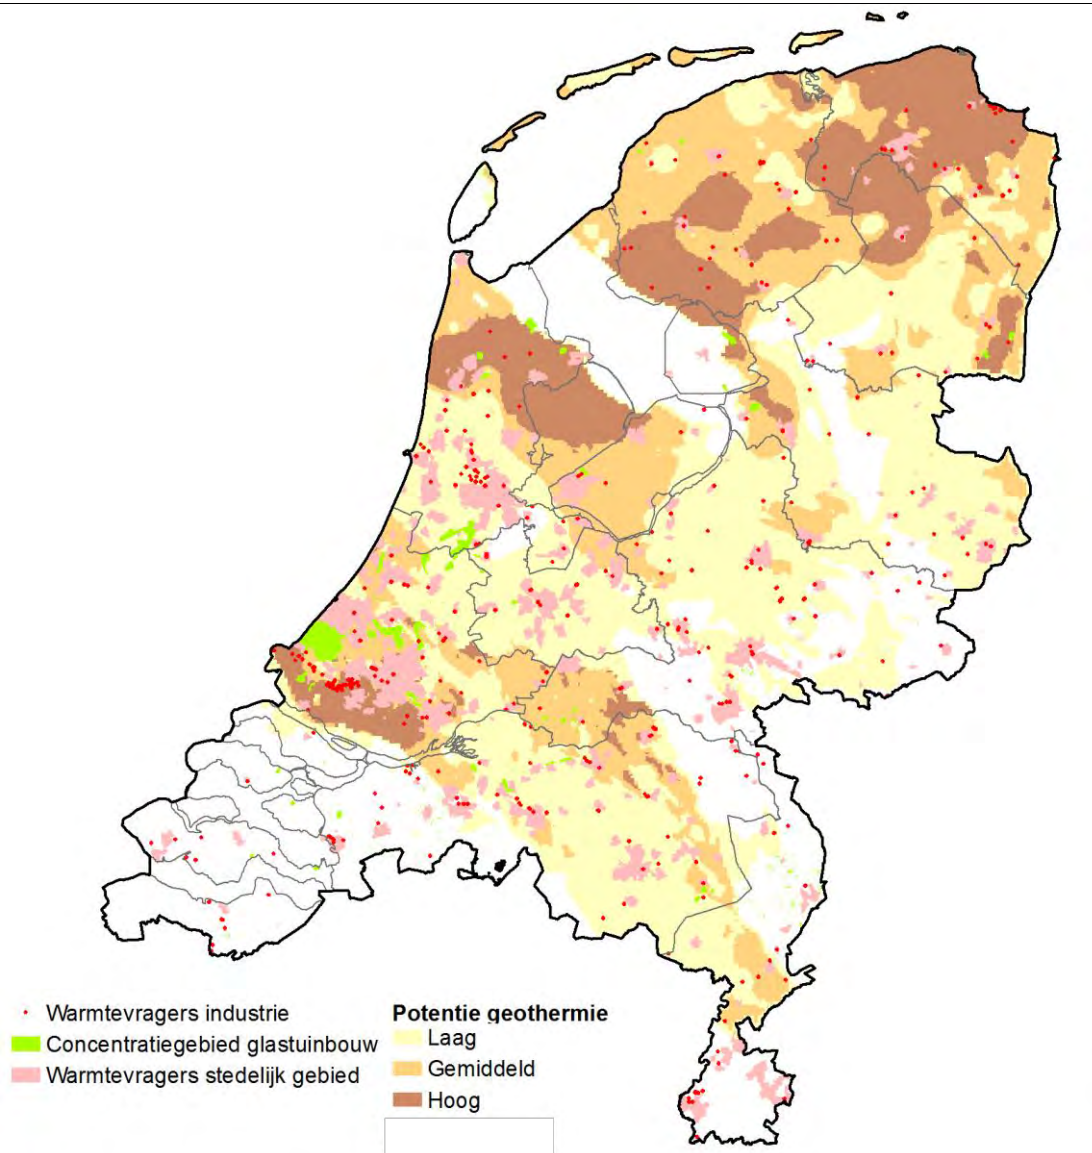 Warmtevragers industrie
Concentratiegebied glastuinbouw
Warmtevragers stedelijk gebied
Potentie geothermie
Laag
Gemiddeld
Hoog